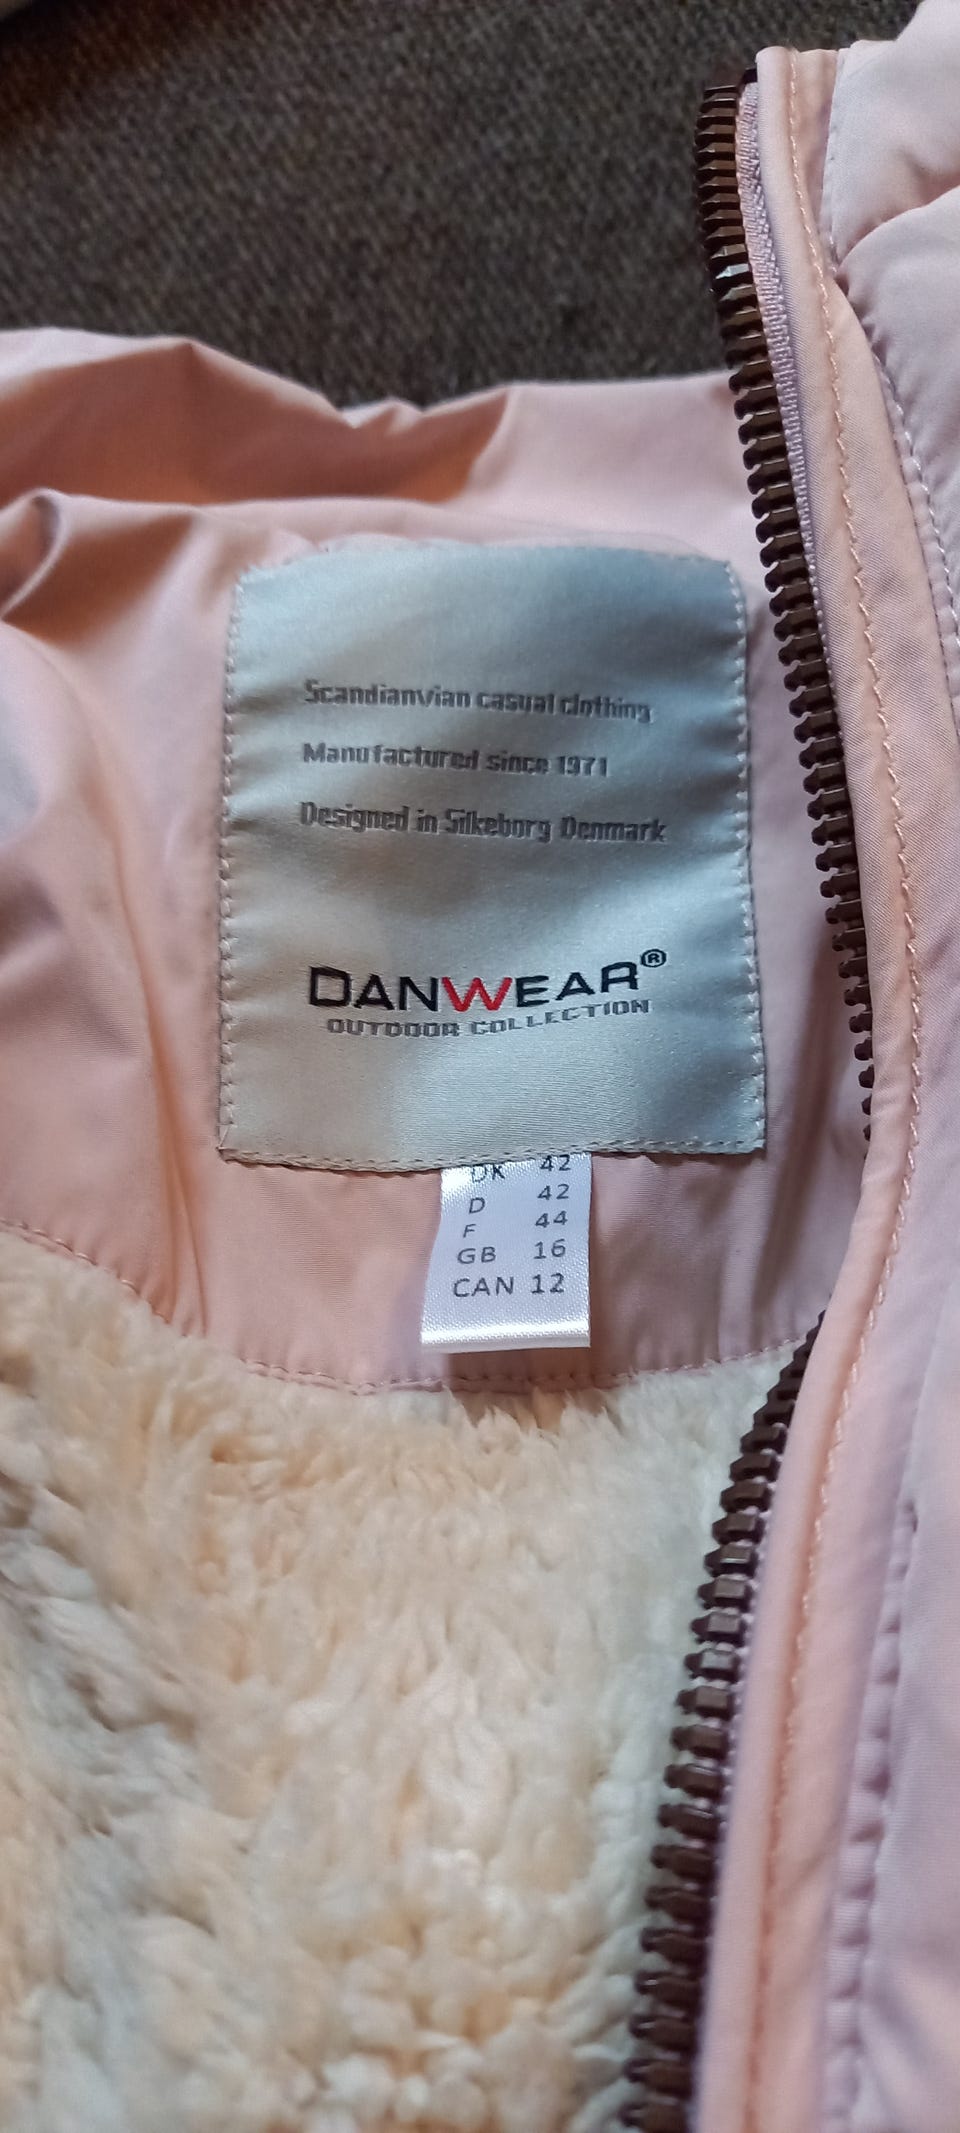 Scandianvian casual clothing
Manufactured since 1971
Designed in Silkeborg Denmark
DANWEAR®
OUTDOOR COLLECTION
DK 42
D 42
F 44
GB 16
CAN 12